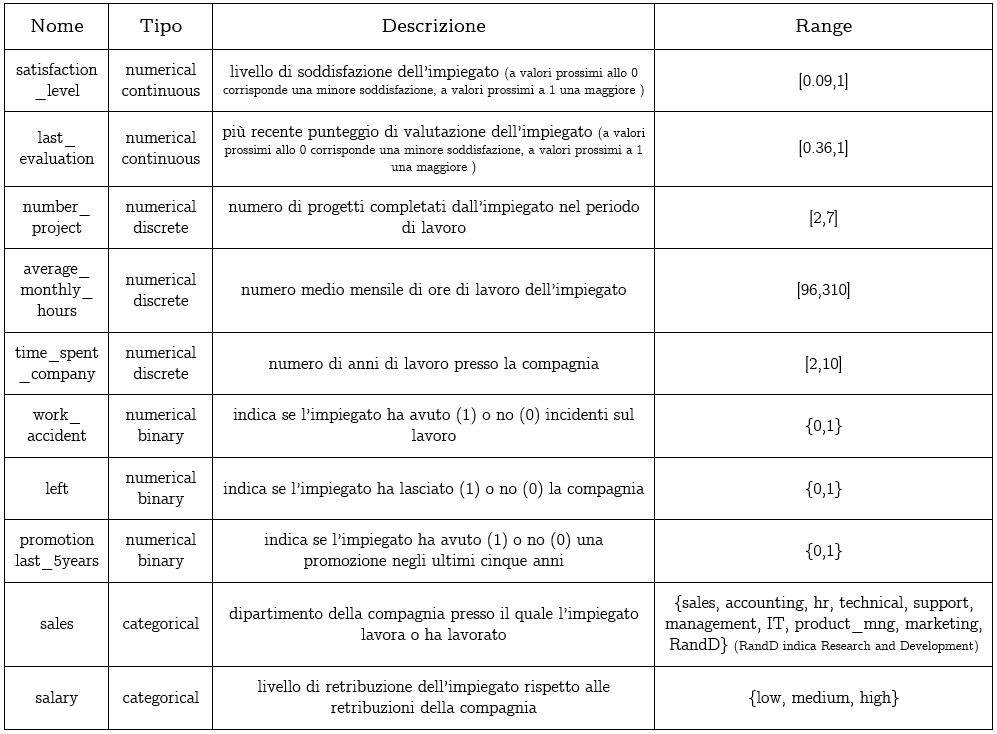 Nome
Tipo
Descrizione
Range
satisfaction
_level
numerical
continuous
livello di soddisfazione dell'impiegato (a valori prossimi allo 0
corrisponde una minore soddisfazione, a valori prossimi a 1 una maggiore )
[0.09,1]
last_
evaluation
numerical
continuous
più recente punteggio di valutazione dell'impiegato (a valori
prossimi allo 0 corrisponde una minore soddisfazione, a valori prossimi a 1
una maggiore )
[0.36,1]
number_
project
numerical
discrete
numero di progetti completati dall'impiegato nel periodo
di lavoro
[2,7]
average_
monthly_
hours
numerical
discrete
numero medio mensile di ore di lavoro dell'impiegato
[96,310]
time_spent
_company
numerical
discrete
numero di anni di lavoro presso la compagnia
[2,10]
work_
accident
numerical
binary
indica se l'impiegato ha avuto (1) o no (0) incidenti sul
lavoro
{0,1}
left
numerical
binary
indica se l'impiegato ha lasciato (1) o no (0) la compagnia
{0,1}
promotion
last_5years
numerical
binary
indica se l'impiegato ha avuto (1) o no (0) una
promozione negli ultimi cinque anni
{0,1}
sales
categorical
dipartimento della compagnia presso il quale l'impiegato
lavora o ha lavorato
{sales, accounting, hr, technical, support,
management, IT, product_mng, marketing,
RandD} (RandD indica Research and Development)
salary
categorical
livello di retribuzione dell'impiegato rispetto alle
retribuzioni della compagnia
{low, medium, high}